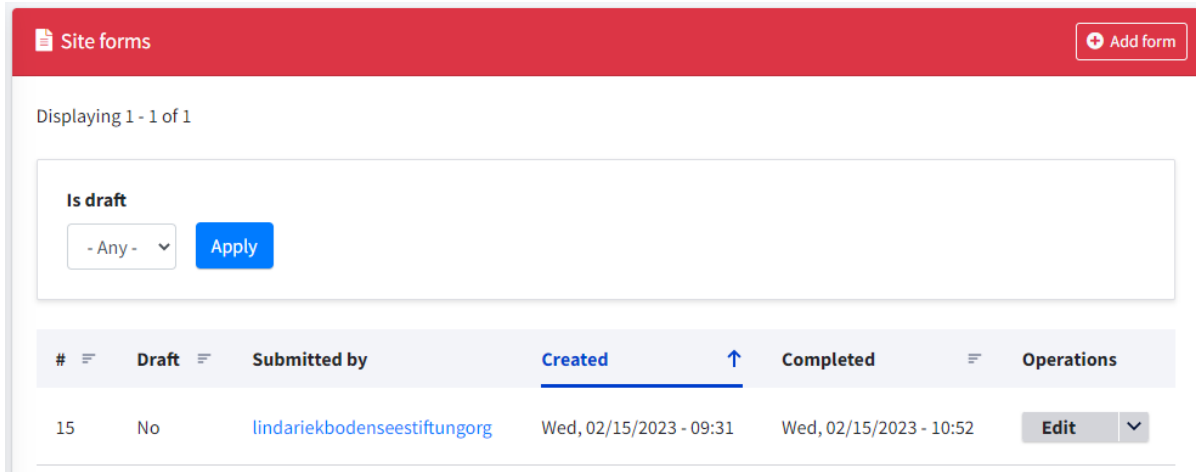 Site forms
Add form
Displaying 1 - 1 of 1
Is draft
- Any -
Apply
# Draft Submitted by Created Completed Operations
15 No lindariekbodenseestiftungorg Wed, 02/15/2023 - 09:31 Wed, 02/15/2023 - 10:52 Edit